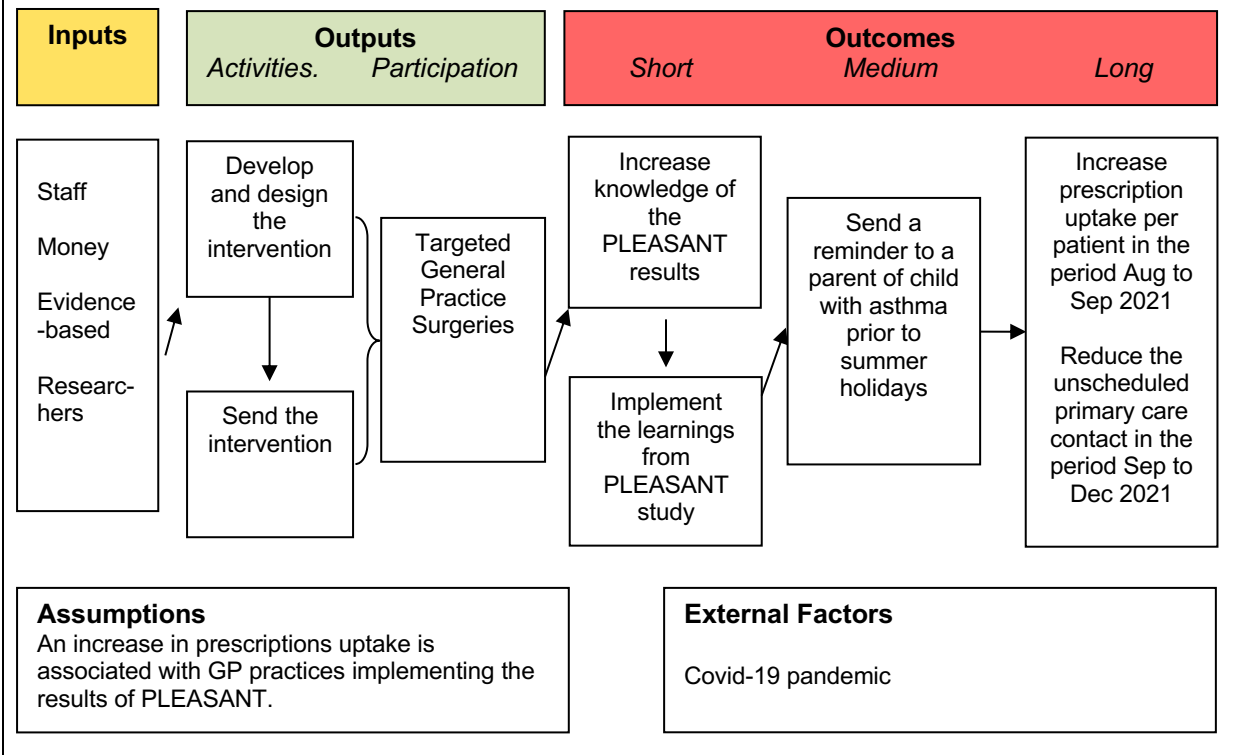 Inputs
Outputs
Activities. Participation
Outcomes
Short Medium Long
Staff
Money
Evidence
-based
Researc-
hers
Develop
and design
the
intervention
Send the
intervention
Targeted
General
Practice
Surgeries
Increase
knowledge of
the
PLEASANT
results
Implement
the learnings
from
PLEASANT
study
Send a
reminder to a
parent of child
with asthma
prior to
summer
holidays
Increase
prescription
uptake per
patient in the
period Aug to
Sep 2021
Reduce the
unscheduled
primary care
contact in the
period Sep to
Dec 2021
Assumptions
An increase in prescriptions uptake is
associated with GP practices implementing the
results of PLEASANT.
External Factors
Covid-19 pandemic